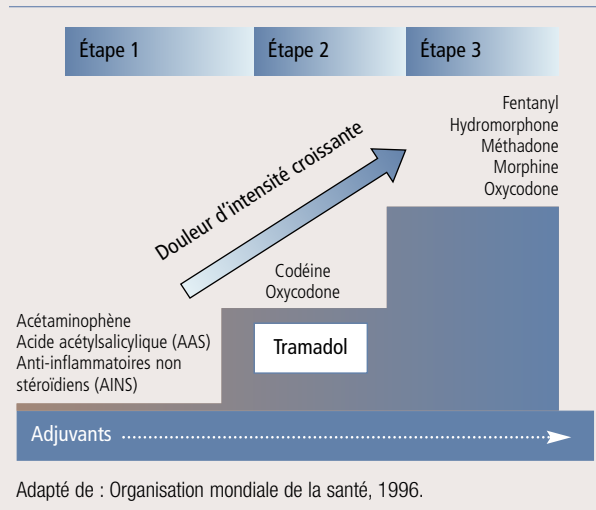 Étape 1
Étape 2
Étape 3
Fentanyl
Hydromorphone
Méthadone
Morphine
Oxycodone
Douleur d'intensité croissante
Codéine
Oxycodone
Tramadol
Acétaminophène
Acide acétylsalicylique (AAS)
Anti-inflammatoires non
stéroïdiens (AINS)
Adjuvants
Adapté de : Organisation mondiale de la santé, 1996.